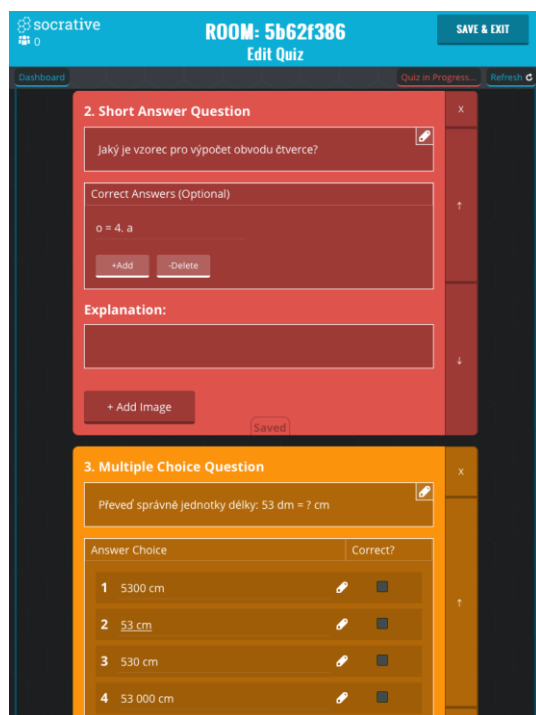 socrative
0
ROOM: 5b62f386
Edit Quiz
SAVE & EXIT
Dashboard
Quiz in Progress...
Refresh
2. Short Answer Question
X
Jaký je vzorec pro výpočet obvodu čtverce?
Correct Answers (Optional)
o = 4. a
+Add
-Delete
Explanation:
+ Add Image
Saved
3. Multiple Choice Question
X
Převeď správně jednotky délky: 53 dm = ? cm
Answer Choice
Correct?
1 5300 cm
2 53 cm
3 530 cm
4 53 000 cm